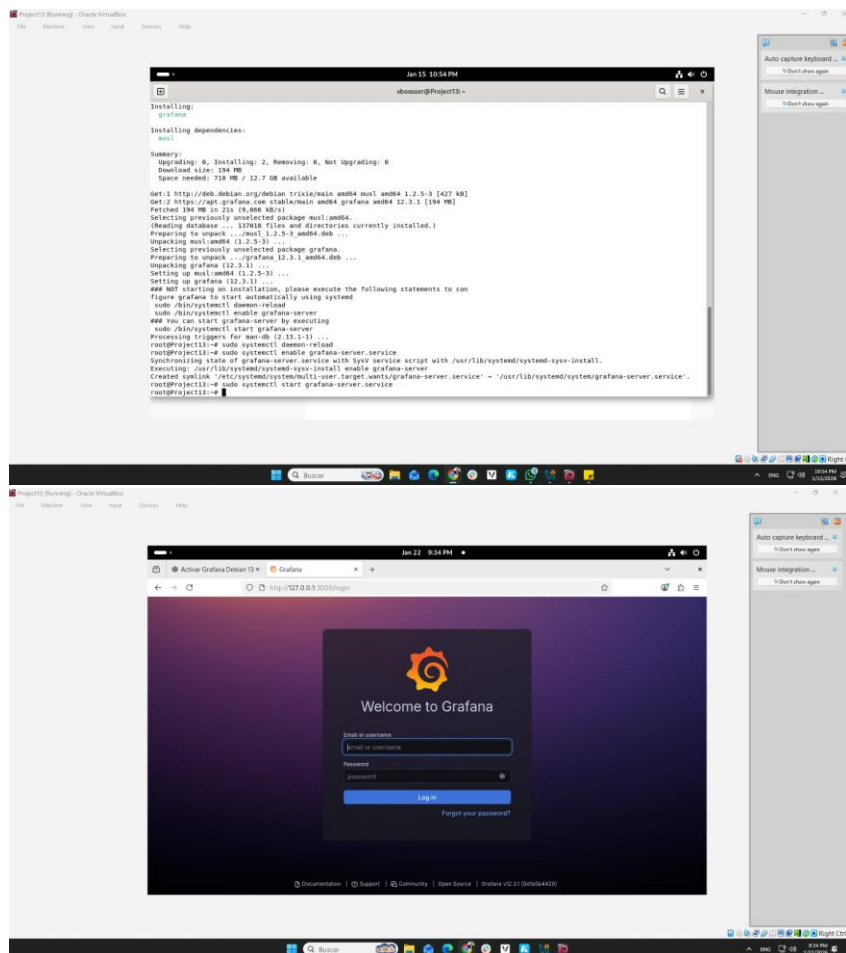 Project13 [Running] - Oracle VirtualBox
File Machine View Input Devices Help
Auto capture keyboard ...
Don't show again
Mouse integration ...
Don't show again
Jan 15 10:54 PM
vboxuser@Project13: ~
Installing:
grafana
Installing dependencies:
musl
Summary:
Upgrading: 0, Installing: 2, Removing: 0, Not Upgrading: 0
Download size: 194 MB
Space needed: 710 MB / 12.7 GB available
Get:1 http://deb.debian.org/debian trixie/main amd64 musl amd64 1.2.5-3 [427 kB]
Get:2 https://apt.grafana.com stable/main amd64 grafana amd64 12.3.1 [194 MB]
Fetched 194 MB in 21s (9,066 kB/s)
Selecting previously unselected package musl:amd64.
(Reading database ... 137018 files and directories currently installed.)
Preparing to unpack .../musl_1.2.5-3_amd64.deb ...
Unpacking musl:amd64 (1.2.5-3) ...
Selecting previously unselected package grafana.
Preparing to unpack .../grafana_12.3.1_amd64.deb ...
Unpacking grafana (12.3.1) ...
Setting up musl:amd64 (1.2.5-3) ...
Setting up grafana (12.3.1) ...
### NOT starting on installation, please execute the following statements to con
figure grafana to start automatically using systemd
sudo /bin/systemctl daemon-reload
sudo /bin/systemctl enable grafana-server
### You can start grafana-server by executing
sudo /bin/systemctl start grafana-server
Processing triggers for man-db (2.13.1-1) ...
root@Project13:~# sudo systemctl daemon-reload
root@Project13:~# sudo systemctl enable grafana-server.service
Synchronizing state of grafana-server.service with SysV service script with /usr/lib/systemd/systemd-sysv-install.
Executing: /usr/lib/systemd/systemd-sysv-install enable grafana-server
Created symlink '/etc/systemd/system/multi-user.target.wants/grafana-server.service' → '/usr/lib/systemd/system/grafana-server.service'.
root@Project13:~# sudo systemctl start grafana-server.service
root@Project13:~#
Right
Buscar
ENG
10:54 PM
Project13 [Running] - Oracle VirtualBox
File Machine View Input Devices Help
Auto capture keyboard ...
Don't show again
Mouse integration ...
Don't show again
Jan 22 9:34 PM
Activar Grafana Debian 13
Grafana
http://127.0.0.1:3000/login
Welcome to Grafana
Email or username
email or username
Password
password
Log in
Forgot your password?
Documentation | Support | Community | Open Source | Grafana v12.3.1
Right Ctrl
Buscar
ENG
9:34 PM